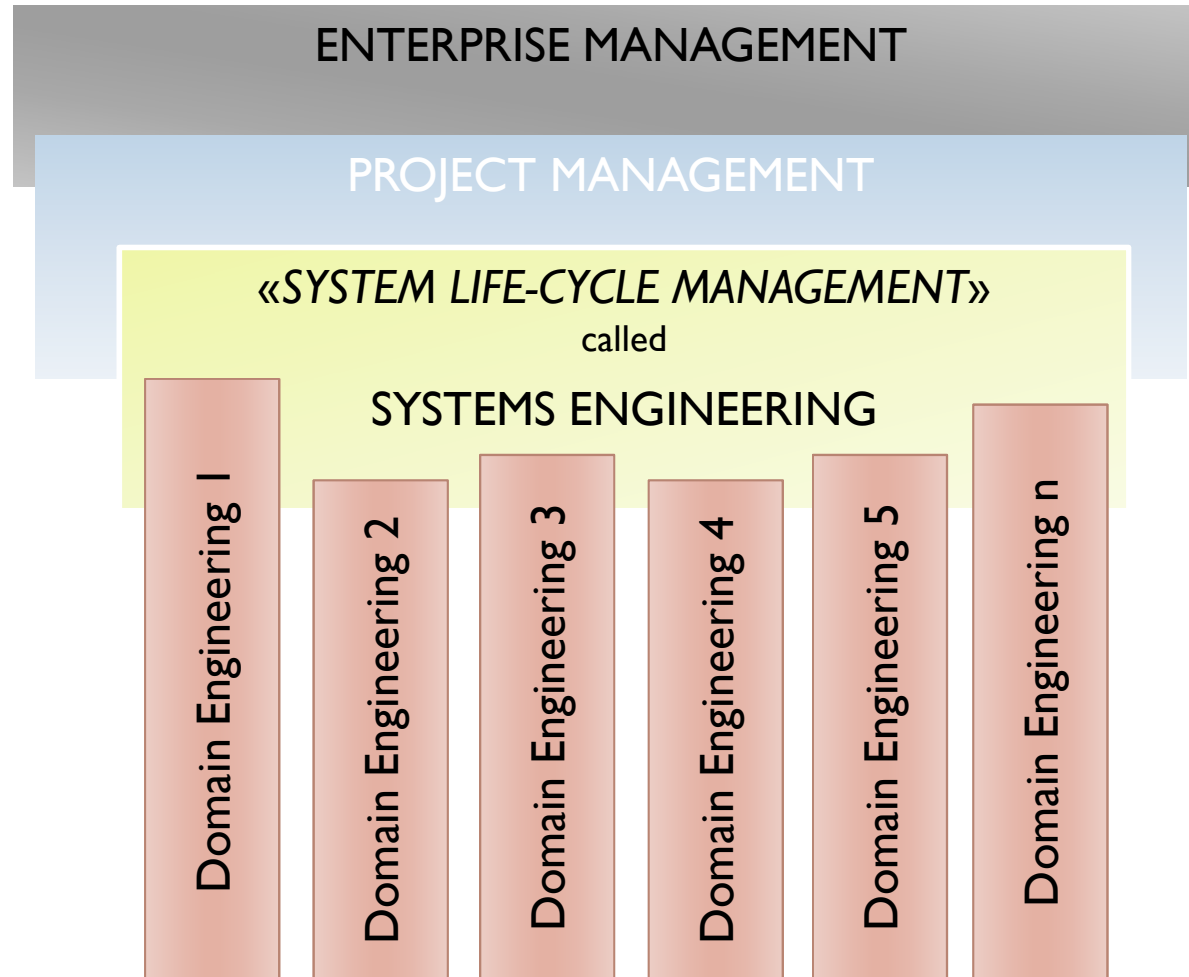 ENTERPRISE MANAGEMENT
PROJECT MANAGEMENT
«SYSTEM LIFE-CYCLE MANAGEMENT»
called
SYSTEMS ENGINEERING
Domain Engineering 1
Domain Engineering 2
Domain Engineering 3
Domain Engineering 4
Domain Engineering 5
Domain Engineering n